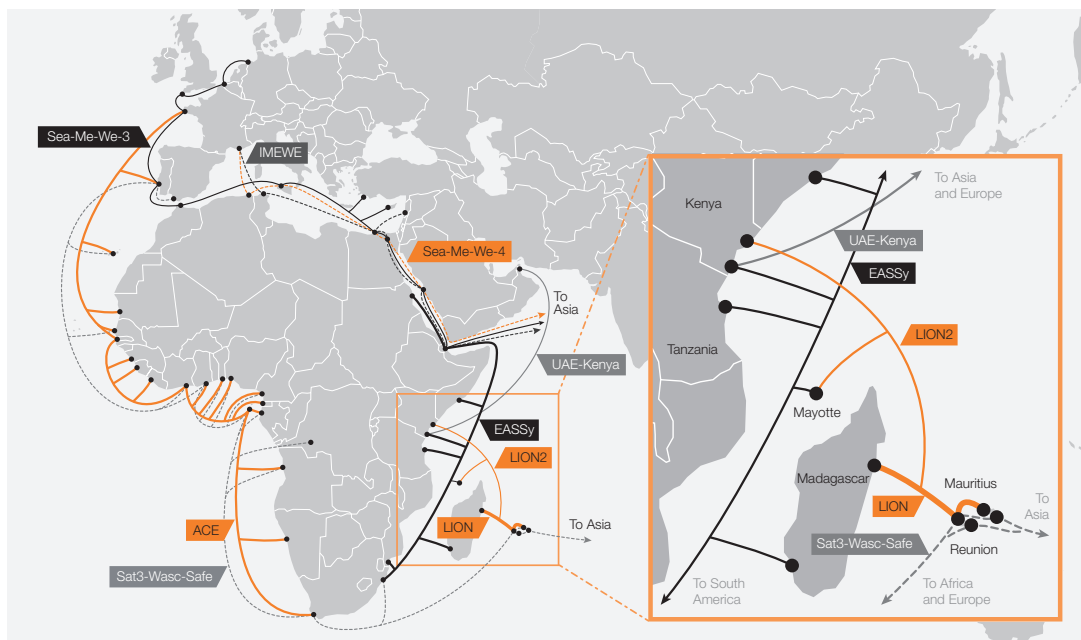 Sea-Me-We-3
IMEWE
Sea-Me-We-4
To
Asia
UAE-Kenya
EASSy
LION2
LION
To Asia
ACE
Sat3-Wasc-Safe
Kenya
To Asia
and Europe
UAE-Kenya
EASSy
LION2
Tanzania
Mayotte
Madagascar
LION
Mauritius
To
Asia
Sat3-Wasc-Safe
Reunion
To South
America
To Africa
and Europe